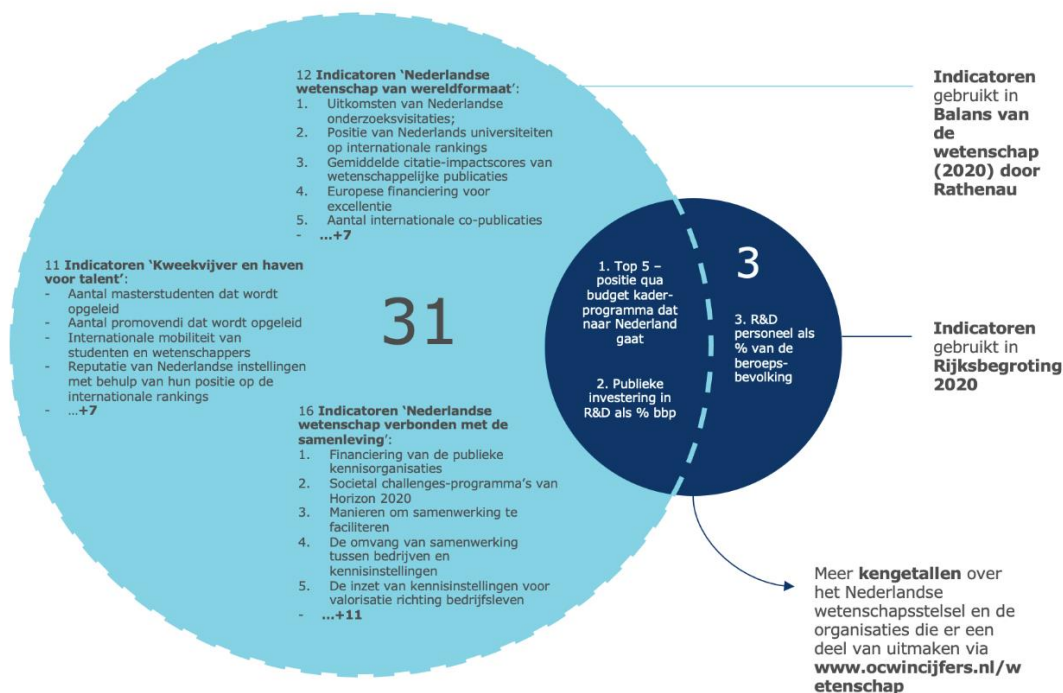 12 Indicatoren ‘Nederlandse
wetenschap van wereldformaat’:
1. Uitkomsten van Nederlandse
onderzoeksvisitaties;
2. Positie van Nederlands universiteiten
op internationale rankings
3. Gemiddelde citatie-impactscores van
wetenschappelijke publicaties
4. Europese financiering voor
excellentie
5. Aantal internationale co-publicaties
- ...+7
11 Indicatoren ‘Kweekvijver en haven
voor talent’:
- Aantal masterstudenten dat wordt
opgeleid
- Aantal promovendi dat wordt opgeleid
- Internationale mobiliteit van
studenten en wetenschappers
- Reputatie van Nederlandse instellingen
met behulp van hun positie op de
internationale rankings
- ...+7
31
16 Indicatoren ‘Nederlandse
wetenschap verbonden met de
samenleving’:
1. Financiering van de publieke
kennisorganisaties
2. Societal challenges-programma’s van
Horizon 2020
3. Manieren om samenwerking te
faciliteren
4. De omvang van samenwerking
tussen bedrijven en
kennisinstellingen
5. De inzet van kennisinstellingen voor
valorisatie richting bedrijfsleven
- ...+11
1. Top 5 –
positie qua
budget kader-
programma dat
naar Nederland
gaat
2. Publieke
investering in
R&D als % bbp
3
3. R&D
personeel als
% van de
beroeps-
bevolking
Indicatoren
gebruikt in
Balans van
de
wetenschap
(2020) door
Rathenau
Indicatoren
gebruikt in
Rijksbegroting
2020
Meer kengetallen over
het Nederlandse
wetenschapsstelsel en de
organisaties die er een
deel van uitmaken via
www.ocwincijfers.nl/w
etenschap